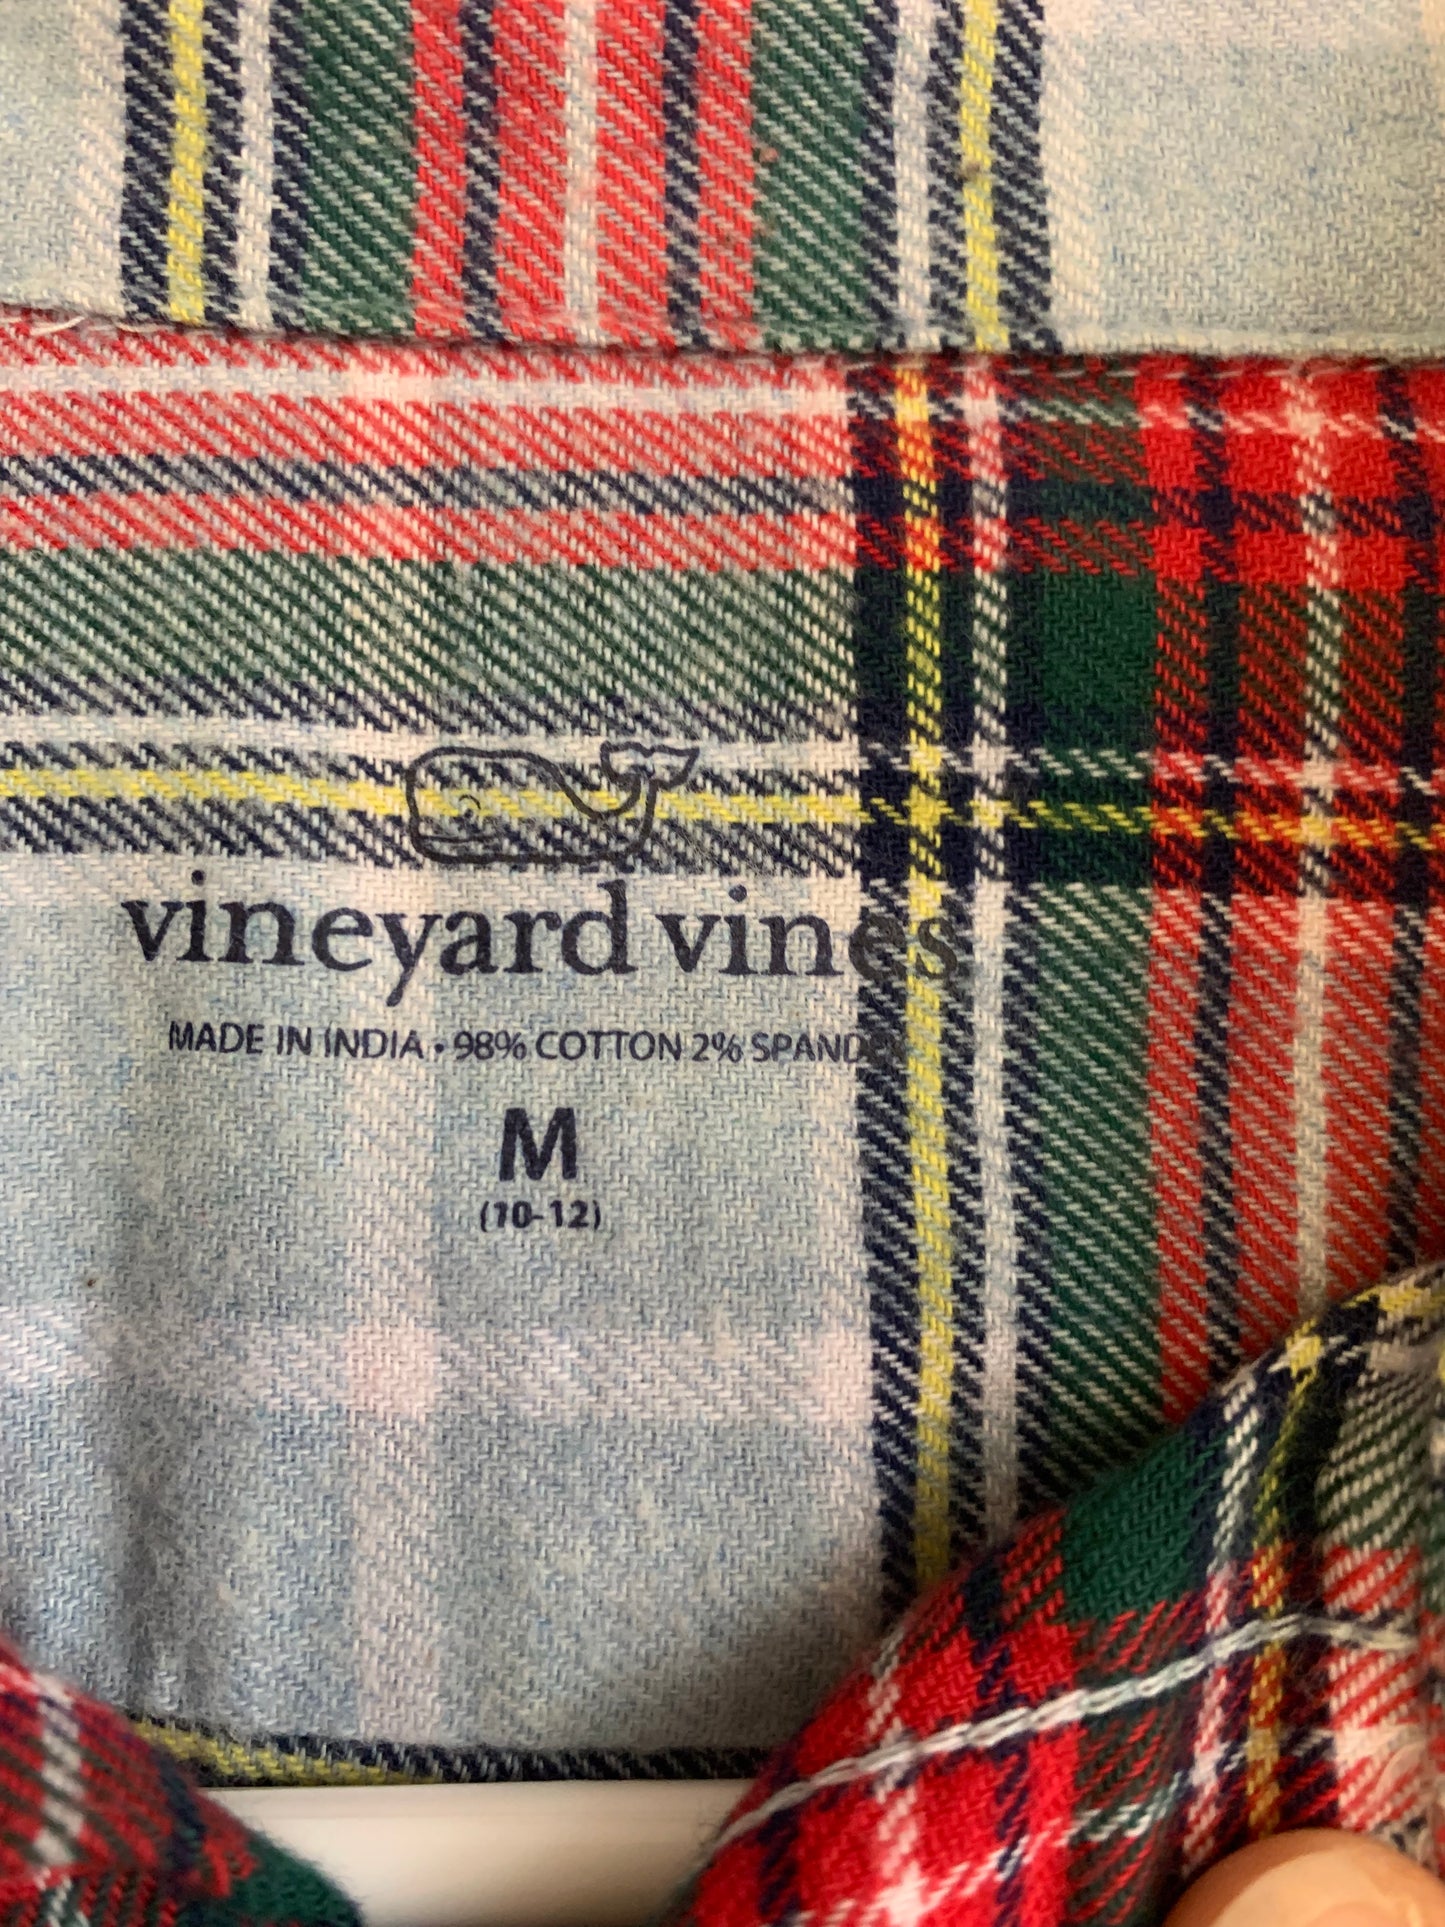 vineyard vines
MADE IN INDIA • 98% COTTON 2% SPANDEX
M
(10-12)